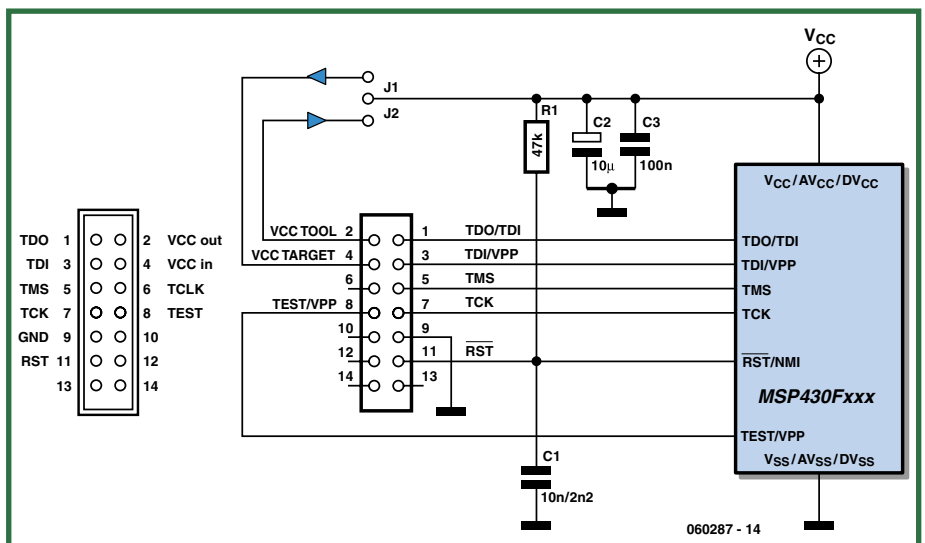 VCC
J1
J2
R1
47k
C2
10µ
C3
100n
VCC/AVCC/DVCC
TDO 1 2 VCC out
TDI 3 4 VCC in
TMS 5 6 TCLK
TCK 7 8 TEST
GND 9 10
RST 11 12
13 14
VCC TOOL 2 1 TDO/TDI
VCC TARGET 4 3 TDI/VPP
6 5 TMS
TEST/VPP 8 7 TCK
10 9
12 11 RST
14 13
TDO/TDI
TDI/VPP
TMS
TCK
RST/NMI
MSP430Fxxx
TEST/VPP
VSS/AVSS/DVSS
C1
10n/2n2
060287 - 14